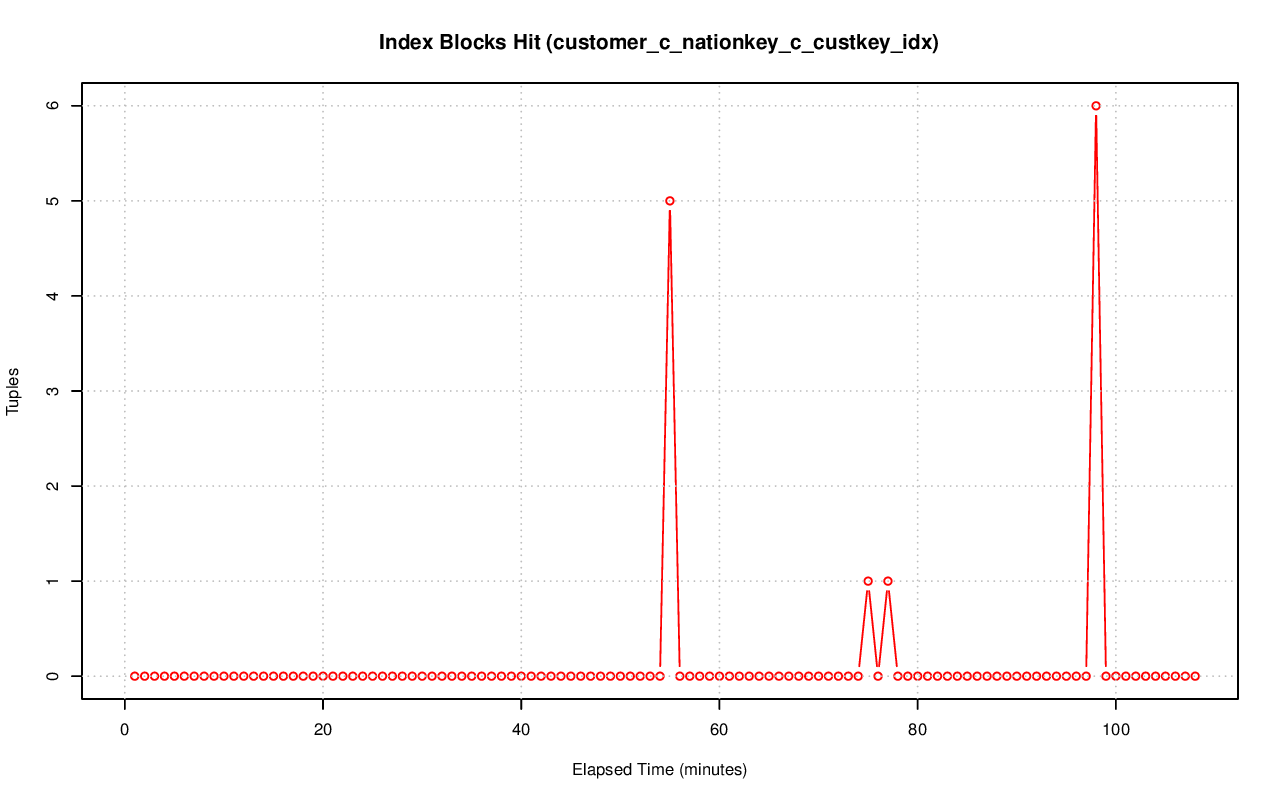 Index Blocks Hit (customer_c_nationkey_c_custkey_idx)
6
5
4
3
2
1
0
Tuples
0 20 40 60 80 100
Elapsed Time (minutes)